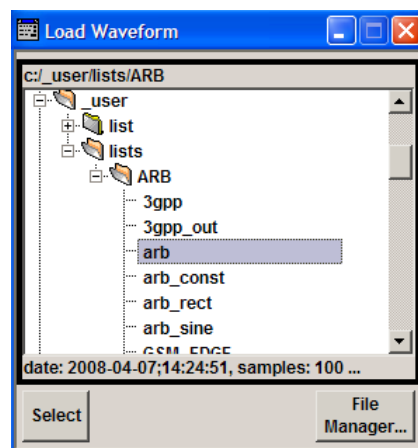 Load Waveform
c:/_user/lists/ARB
_user
list
lists
ARB
3gpp
3gpp_out
arb
arb_const
arb_rect
arb_sine
GSM_EDGE
date: 2008-04-07;14:24:51, samples: 100 ...
Select
File
Manager...